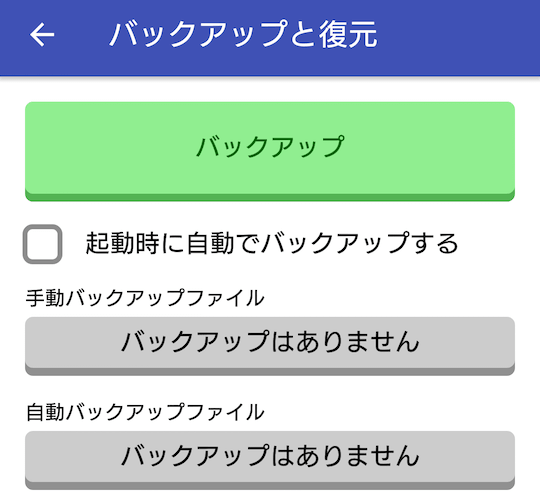 バックアップと復元
バックアップ
起動時に自動でバックアップする
手動バックアップファイル
バックアップはありません
自動バックアップファイル
バックアップはありません